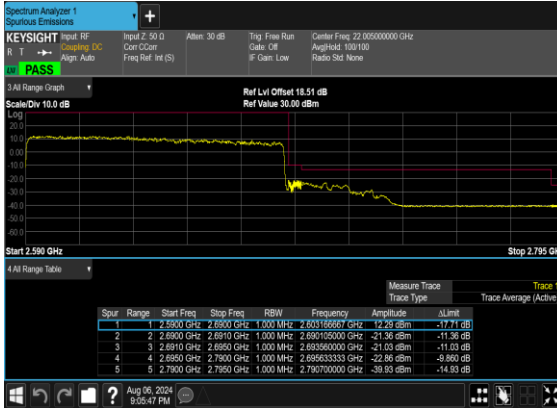 Spectrum Analyzer 1
Spurious Emissions
+
KEYSIGHT Input: RF Input Z: 50 Ω Atten: 30 dB Trig: Free Run Center Freq: 22.005000000 GHz
R T Coupling: DC Corr CCorr Gate: Off Avg|Hold: 100/100
Align: Auto Freq Ref: Int (S) IF Gain: Low Radio Std: None
PASS
3 All Range Graph
Ref Lvl Offset 18.51 dB
Scale/Div 10.0 dB Ref Value 30.00 dBm
Log
20.0
10.0
0.00
-10.0
-20.0
-30.0
-40.0
-50.0
-60.0
Start 2.590 GHz Stop 2.795 GH
4 All Range Table
Measure Trace Trace 1
Trace Type Trace Average (Active
Spur Range Start Freq Stop Freq RBW Frequency Amplitude ΔLimit
1 1 2.5900 GHz 2.6900 GHz 1.000 MHz 2.603166667 GHz 12.29 dBm -17.71 dB
2 2 2.6900 GHz 2.6910 GHz 1.000 MHz 2.690105000 GHz -21.36 dBm -11.36 dB
3 3 2.6910 GHz 2.6950 GHz 1.000 MHz 2.693560000 GHz -21.03 dBm -11.03 dB
4 4 2.6950 GHz 2.7900 GHz 1.000 MHz 2.695633333 GHz -22.86 dBm -9.860 dB
5 5 2.7900 GHz 2.7950 GHz 1.000 MHz 2.790700000 GHz -39.93 dBm -14.93 dB
?
Aug 06, 2024
9:05:47 PM